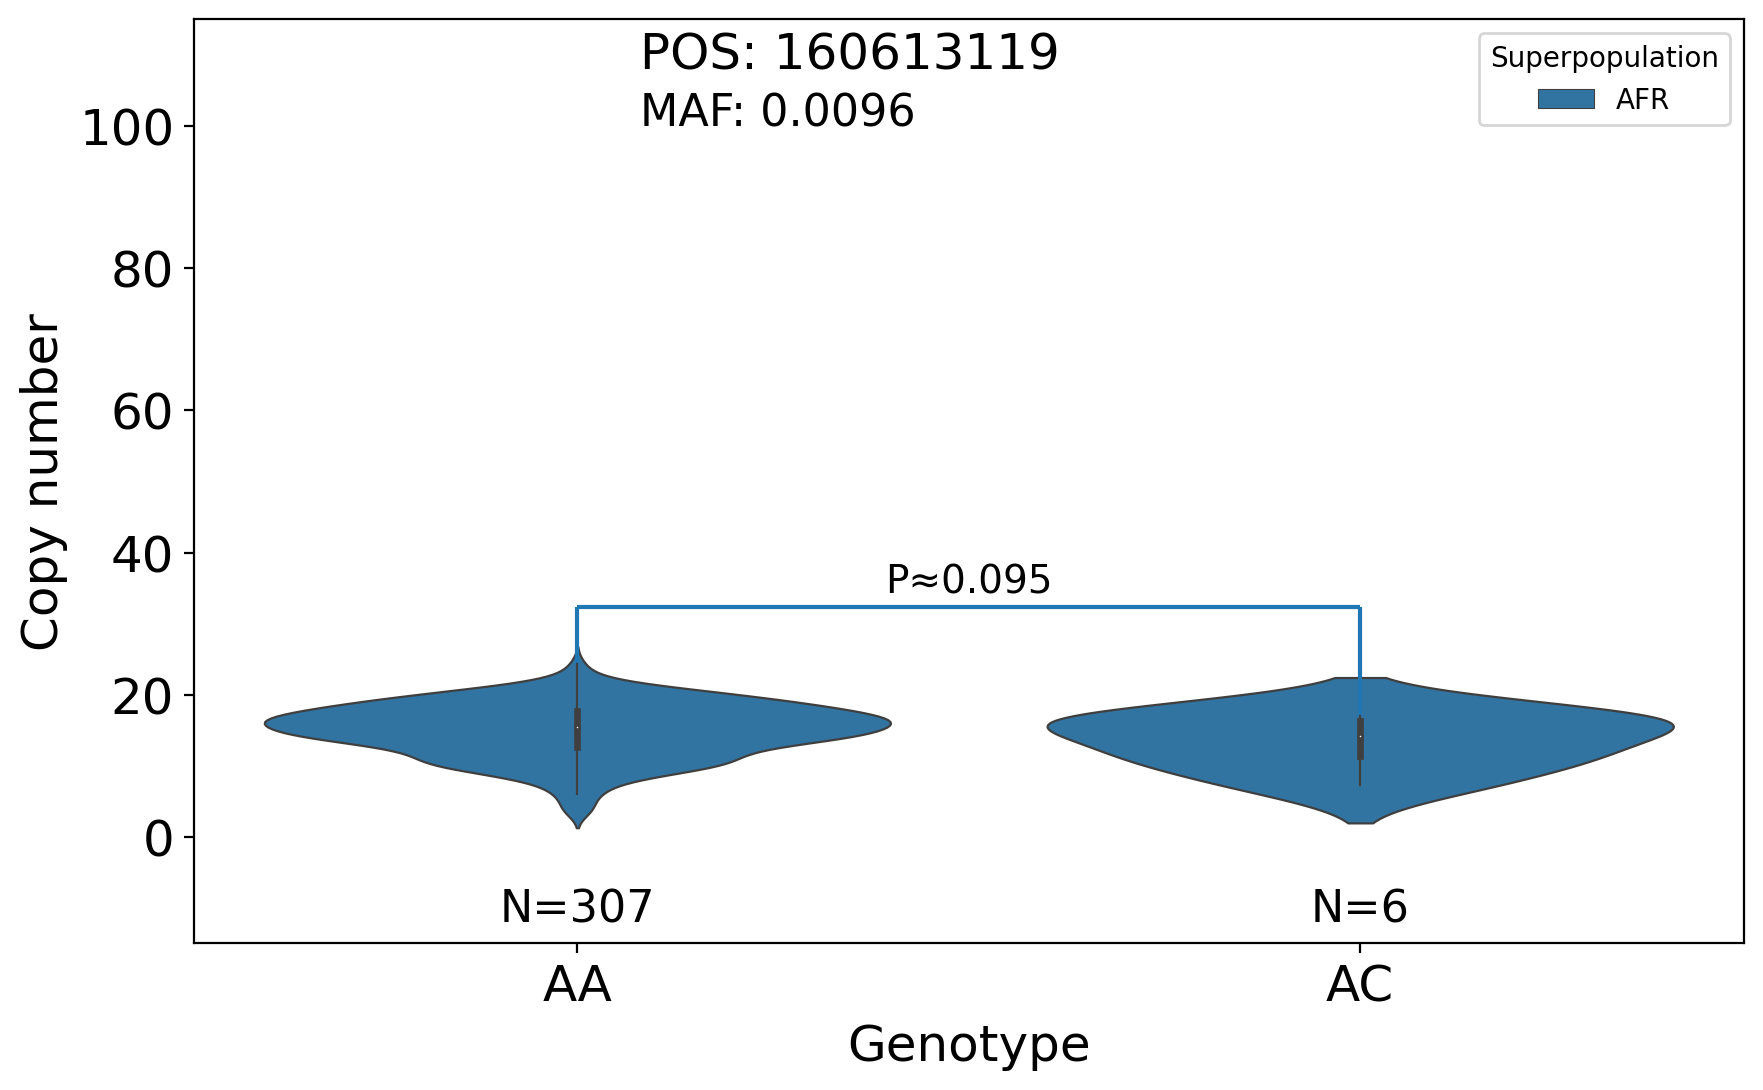 POS: 160613119
MAF: 0.0096
Superpopulation
AFR
100
80
60
40
20
0
Copy number
P≈0.095
N=307
N=6
AA
AC
Genotype